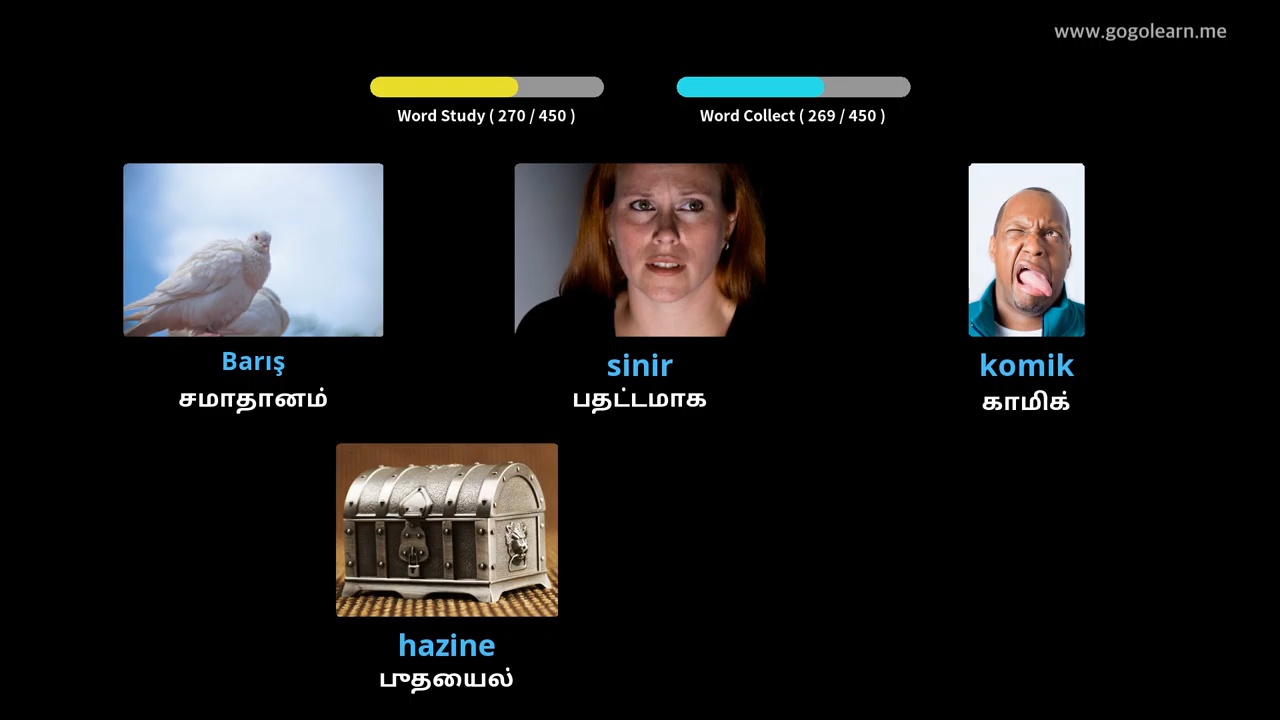 www.gogolearn.me
Word Study ( 270 / 450 )
Word Collect ( 269 / 450 )
Barış
சமாதானம்
sinir
பதட்டமாக
komik
காமிக்
hazine
புதையல்